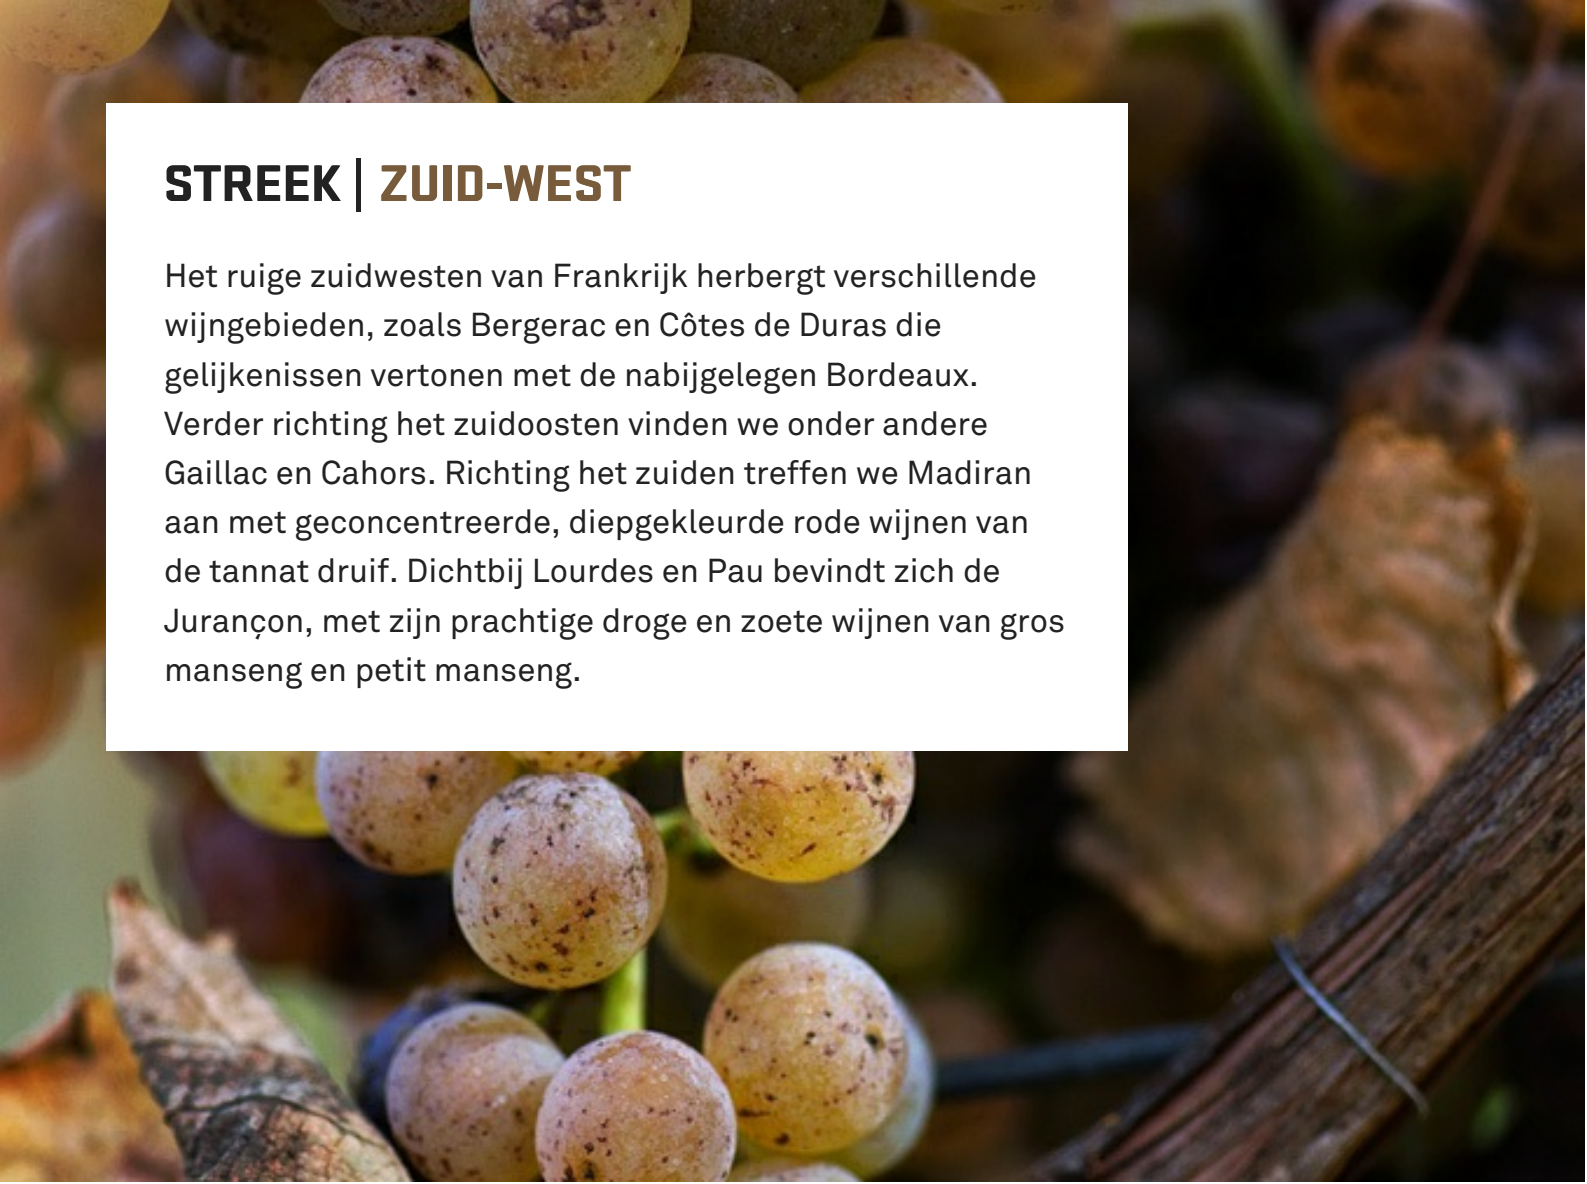 STREEK | ZUID-WEST
Het ruige zuidwesten van Frankrijk herbergt verschillende
wijngebieden, zoals Bergerac en Côtes de Duras die
gelijkenissen vertonen met de nabijgelegen Bordeaux.
Verder richting het zuidoosten vinden we onder andere
Gaillac en Cahors. Richting het zuiden treffen we Madiran
aan met geconcentreerde, diepgekleurde rode wijnen van
de tannat druif. Dichtbij Lourdes en Pau bevindt zich de
Jurançon, met zijn prachtige droge en zoete wijnen van gros
manseng en petit manseng.